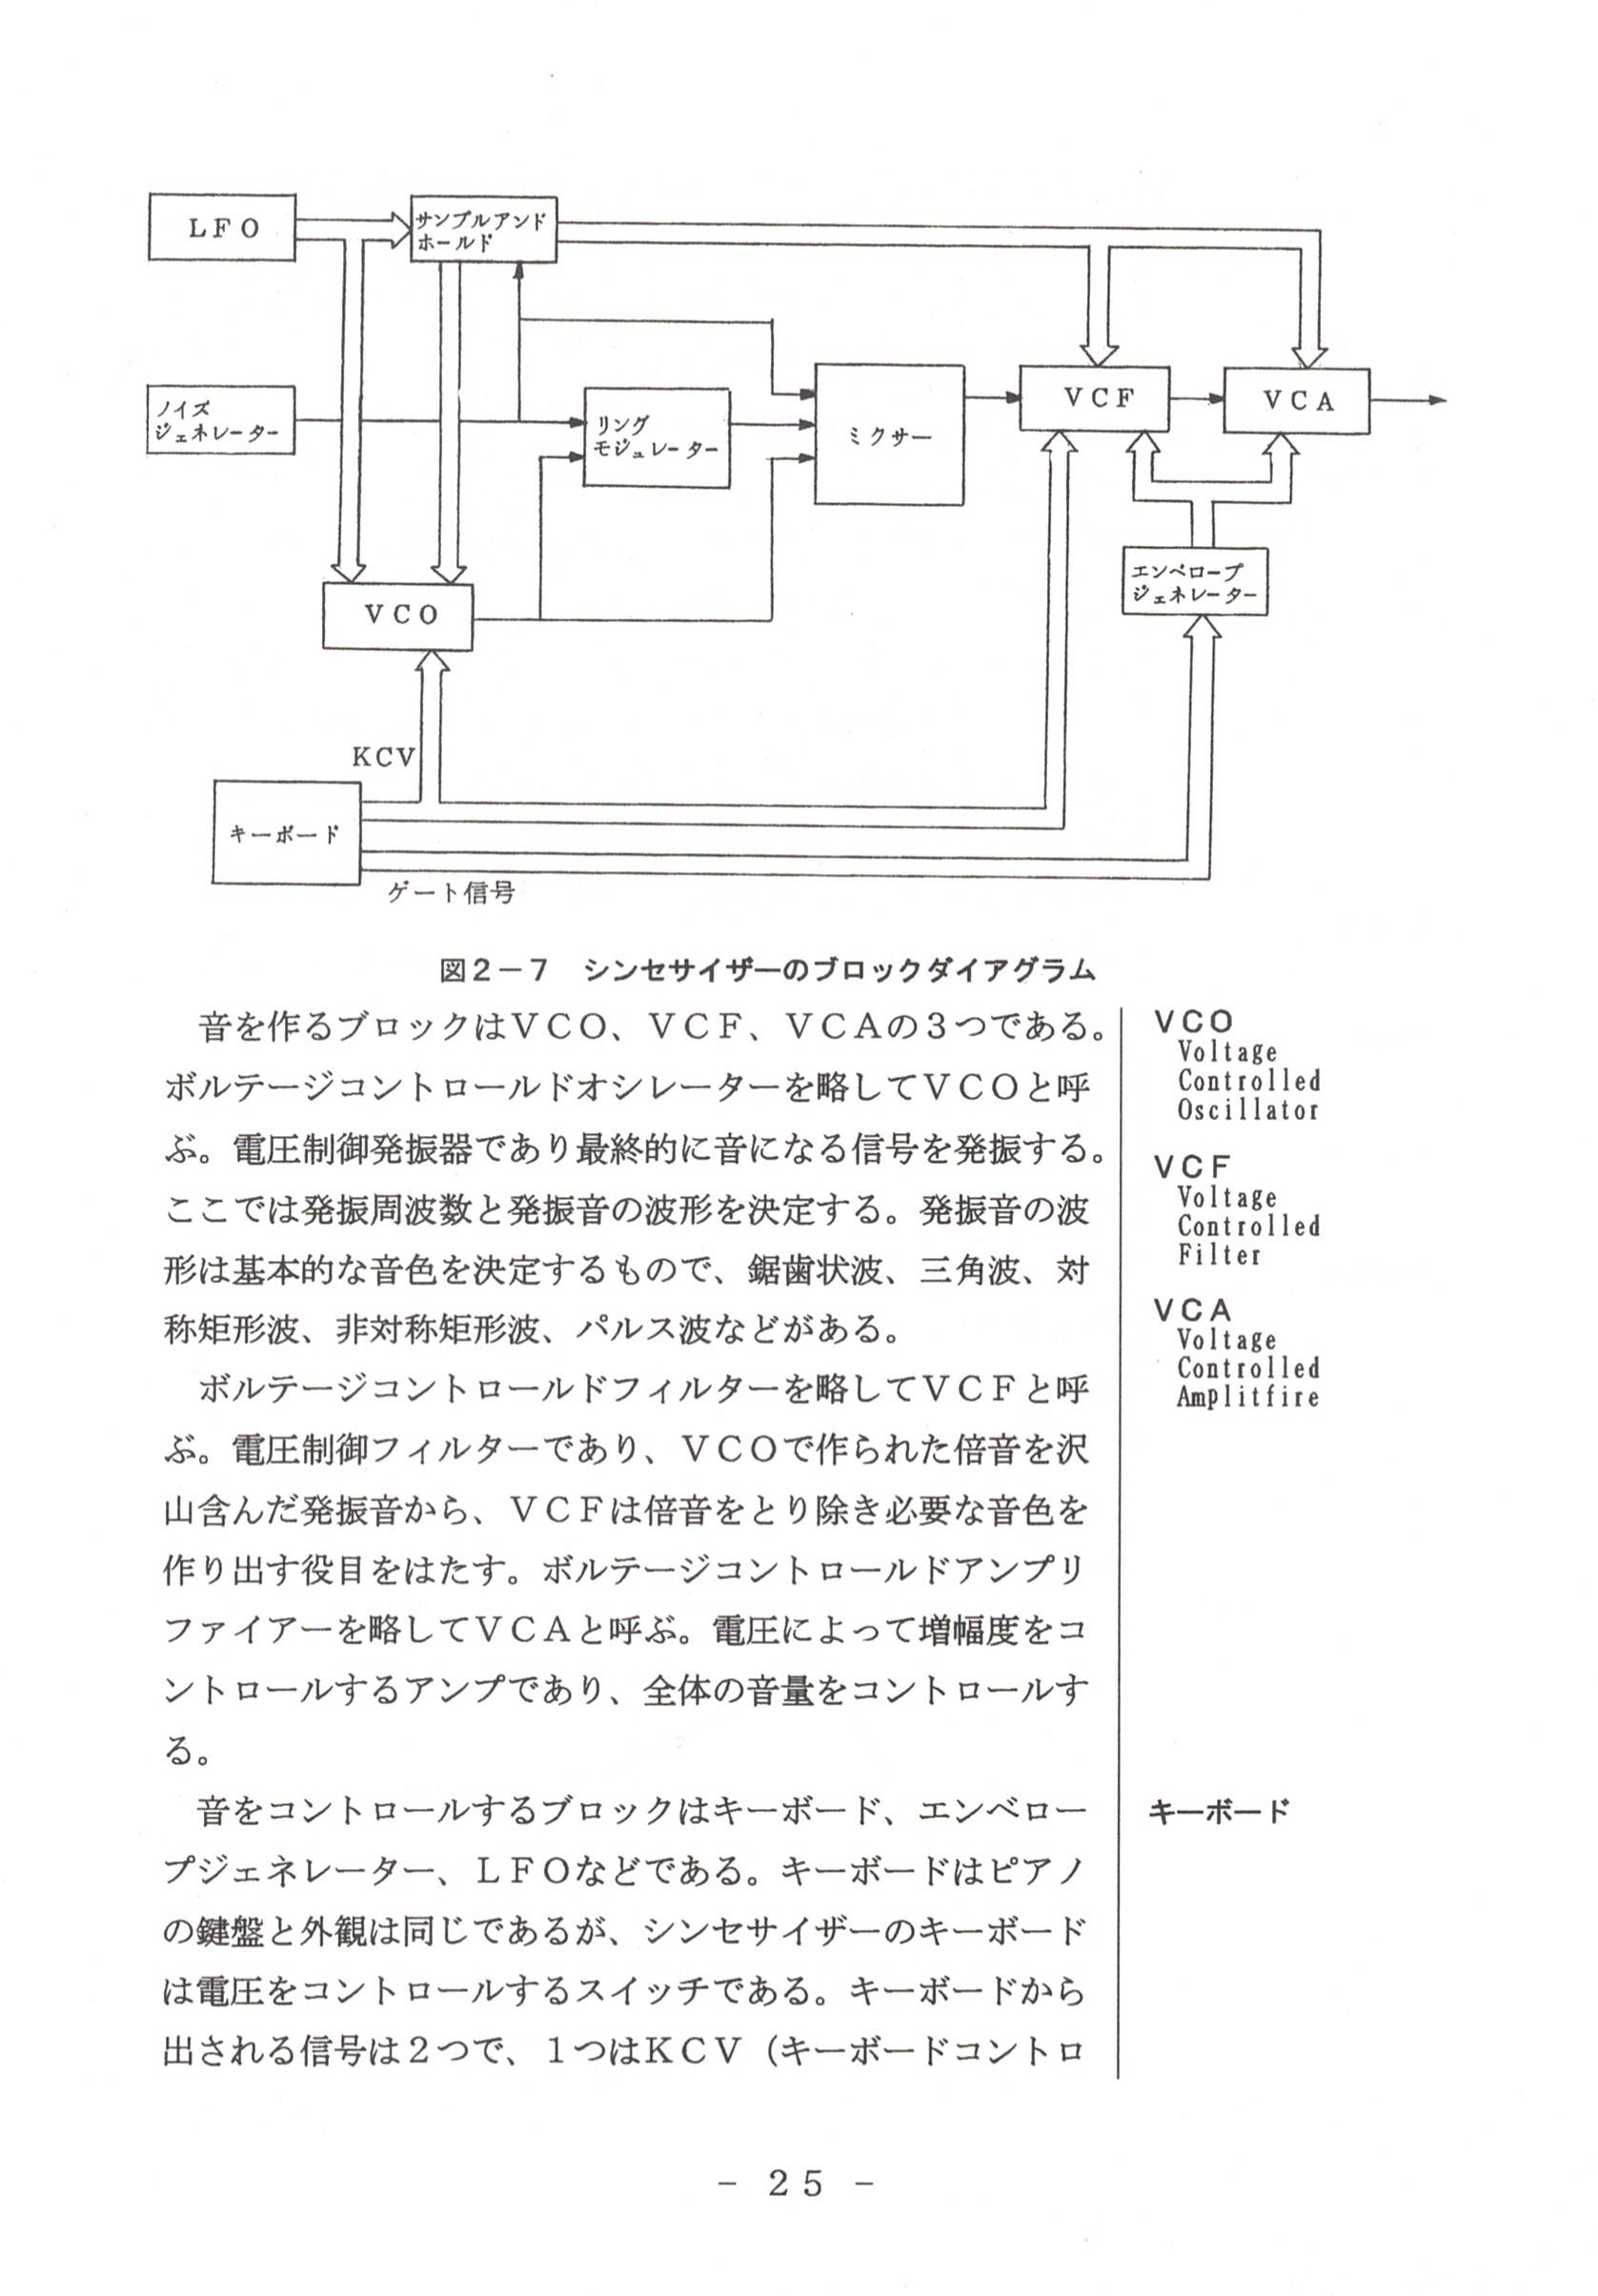 ＬＦＯ
サンプルアンド
ホールド
ノイズ
ジェネレーター
リング
モジュレーター
ミクサー
ＶＣＦ
ＶＣＡ
エンベロープ
ジェネレーター
ＶＣＯ
ＫＣＶ
キーボード
ゲート信号
図２－７　シンセサイザーのブロックダイアグラム
音を作るブロックはＶＣＯ、ＶＣＦ、ＶＣＡの３つである。
ボルテージコントロールドオシレーターを略してＶＣＯと呼
ぶ。電圧制御発振器であり最終的に音になる信号を発振する。
ここでは発振周波数と発振音の波形を決定する。発振音の波
形は基本的な音色を決定するもので、鋸歯状波、三角波、対
称矩形波、非対称矩形波、パルス波などがある。
ボルテージコントロールドフィルターを略してＶＣＦと呼
ぶ。電圧制御フィルターであり、ＶＣＯで作られた倍音を沢
山含んだ発振音から、ＶＣＦは倍音をとり除き必要な音色を
作り出す役目をはたす。ボルテージコントロールドアンプリ
ファイアーを略してＶＣＡと呼ぶ。電圧によって増幅度をコ
ントロールするアンプであり、全体の音量をコントロールす
る。
音をコントロールするブロックはキーボード、エンベロー
プジェネレーター、ＬＦＯなどである。キーボードはピアノ
の鍵盤と外観は同じであるが、シンセサイザーのキーボード
は電圧をコントロールするスイッチである。キーボードから
出される信号は２つで、１つはＫＣＶ（キーボードコントロ
ＶＣＯ
Voltage
Controlled
Oscillator
ＶＣＦ
Voltage
Controlled
Filter
ＶＣＡ
Voltage
Controlled
Amplitfire
キーボード
－ ２５ －